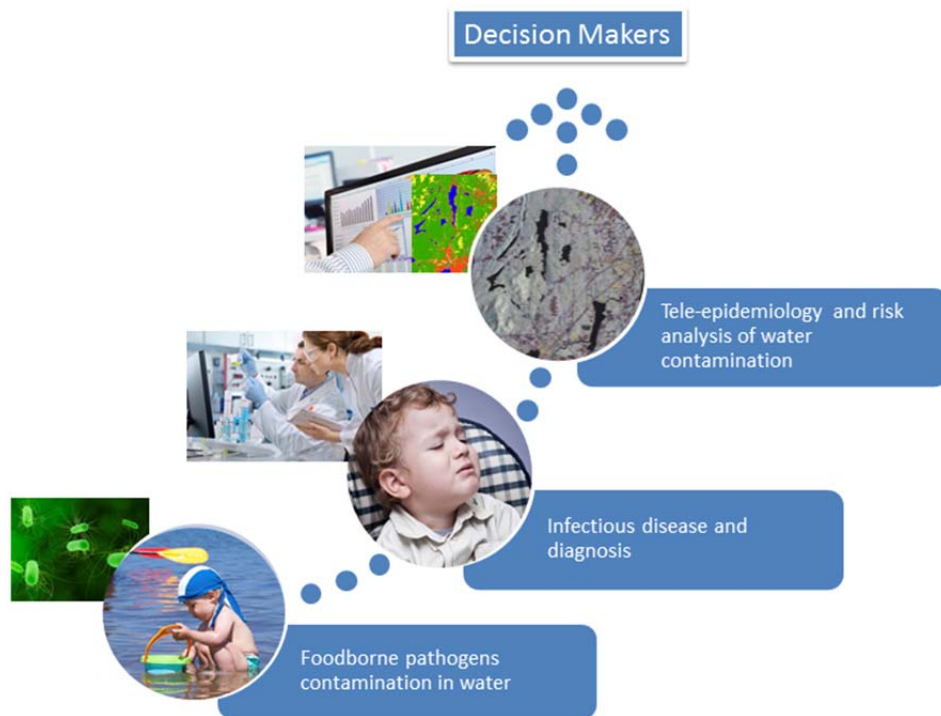 Decision Makers
Tele-epidemiology and risk
analysis of water
contamination
Infectious disease and
diagnosis
Foodborne pathogens
contamination in water